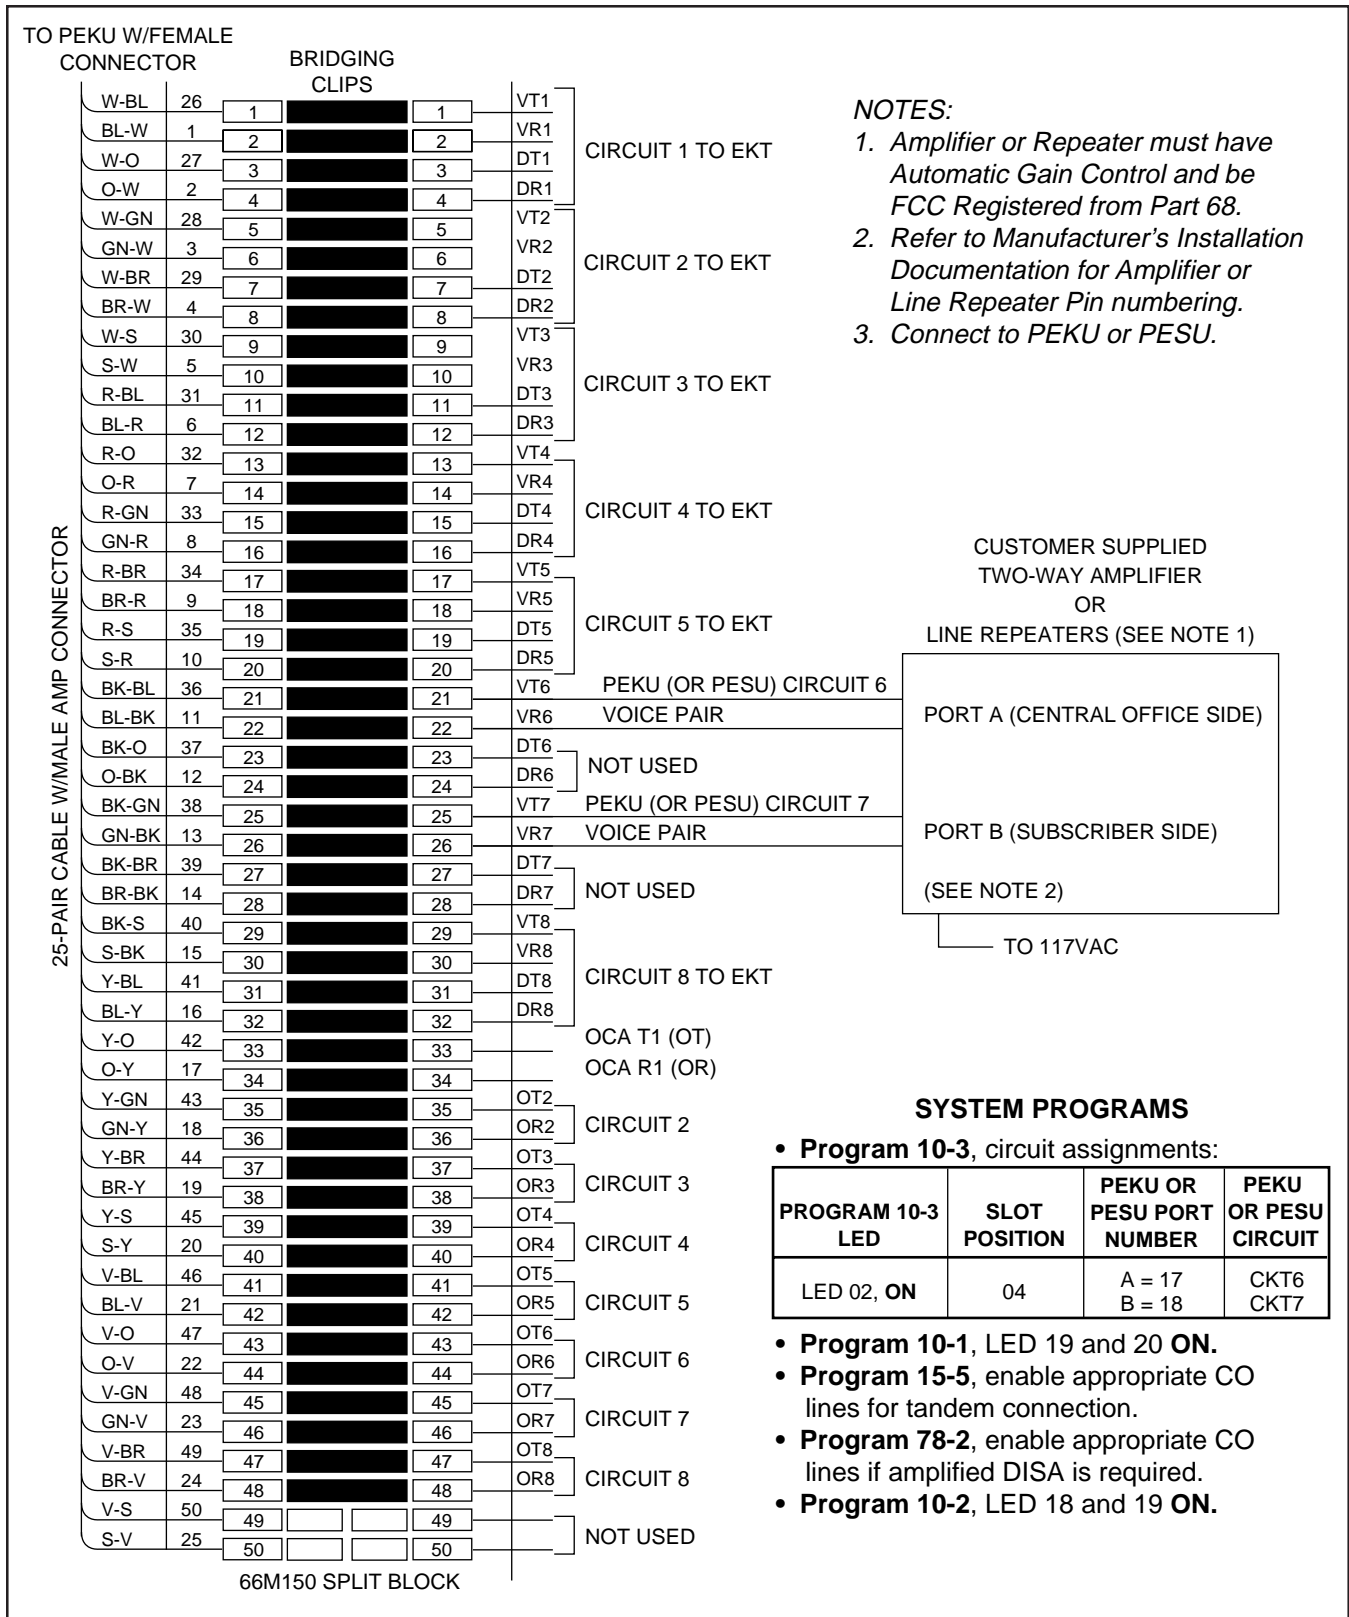 TO PEKU W/FEMALE
CONNECTOR
BRIDGING
CLIPS
25-PAIR CABLE W/MALE AMP CONNECTOR
W-BL 26 1 1 VT1
BL-W 1 2 2 VR1
W-O 27 3 3 DT1
O-W 2 4 4 DR1
CIRCUIT 1 TO EKT
W-GN 28 5 5 VT2
GN-W 3 6 6 VR2
W-BR 29 7 7 DT2
BR-W 4 8 8 DR2
CIRCUIT 2 TO EKT
W-S 30 9 9 VT3
S-W 5 10 10 VR3
R-BL 31 11 11 DT3
BL-R 6 12 12 DR3
CIRCUIT 3 TO EKT
R-O 32 13 13 VT4
O-R 7 14 14 VR4
R-GN 33 15 15 DT4
GN-R 8 16 16 DR4
CIRCUIT 4 TO EKT
R-BR 34 17 17 VT5
BR-R 9 18 18 VR5
R-S 35 19 19 DT5
S-R 10 20 20 DR5
CIRCUIT 5 TO EKT
BK-BL 36 21 21 VT6 PEKU (OR PESU) CIRCUIT 6
BL-BK 11 22 22 VR6 VOICE PAIR
BK-O 37 23 23 DT6
O-BK 12 24 24 DR6
NOT USED
BK-GN 38 25 25 VT7 PEKU (OR PESU) CIRCUIT 7
GN-BK 13 26 26 VR7 VOICE PAIR
BK-BR 39 27 27 DT7
BR-BK 14 28 28 DR7
NOT USED
BK-S 40 29 29 VT8
S-BK 15 30 30 VR8
Y-BL 41 31 31 DT8
BL-Y 16 32 32 DR8
CIRCUIT 8 TO EKT
Y-O 42 33 33 OCA T1 (OT)
O-Y 17 34 34 OCA R1 (OR)
Y-GN 43 35 35 OT2
GN-Y 18 36 36 OR2
CIRCUIT 2
Y-BR 44 37 37 OT3
BR-Y 19 38 38 OR3
CIRCUIT 3
Y-S 45 39 39 OT4
S-Y 20 40 40 OR4
CIRCUIT 4
V-BL 46 41 41 OT5
BL-V 21 42 42 OR5
CIRCUIT 5
V-O 47 43 43 OT6
O-V 22 44 44 OR6
CIRCUIT 6
V-GN 48 45 45 OT7
GN-V 23 46 46 OR7
CIRCUIT 7
V-BR 49 47 47 OT8
BR-V 24 48 48 OR8
CIRCUIT 8
V-S 50 49 49
S-V 25 50 50
NOT USED
66M150 SPLIT BLOCK
NOTES:
1. Amplifier or Repeater must have
Automatic Gain Control and be
FCC Registered from Part 68.
2. Refer to Manufacturer's Installation
Documentation for Amplifier or
Line Repeater Pin numbering.
3. Connect to PEKU or PESU.
CUSTOMER SUPPLIED
TWO-WAY AMPLIFIER
OR
LINE REPEATERS (SEE NOTE 1)
PORT A (CENTRAL OFFICE SIDE)
PORT B (SUBSCRIBER SIDE)
(SEE NOTE 2)
TO 117VAC
SYSTEM PROGRAMS
• Program 10-3, circuit assignments:
PROGRAM 10-3
LED
SLOT
POSITION
PEKU OR
PESU PORT
NUMBER
PEKU
OR PESU
CIRCUIT
LED 02, ON
04
A = 17
B = 18
CKT6
CKT7
• Program 10-1, LED 19 and 20 ON.
• Program 15-5, enable appropriate CO
lines for tandem connection.
• Program 78-2, enable appropriate CO
lines if amplified DISA is required.
• Program 10-2, LED 18 and 19 ON.